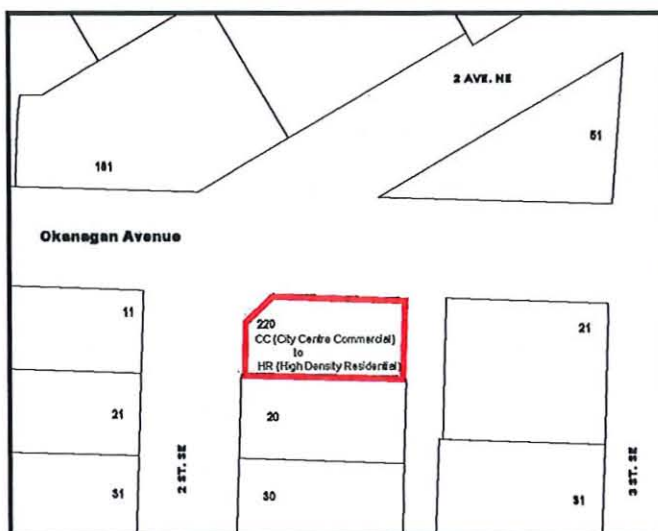 2 AVE. NE
51
181
Okanagan Avenue
11
220
CC (City Centre Commercial)
to
HR (High Density Residential)
21
21
20
31
30
31
2 ST. SE
3 ST. SE